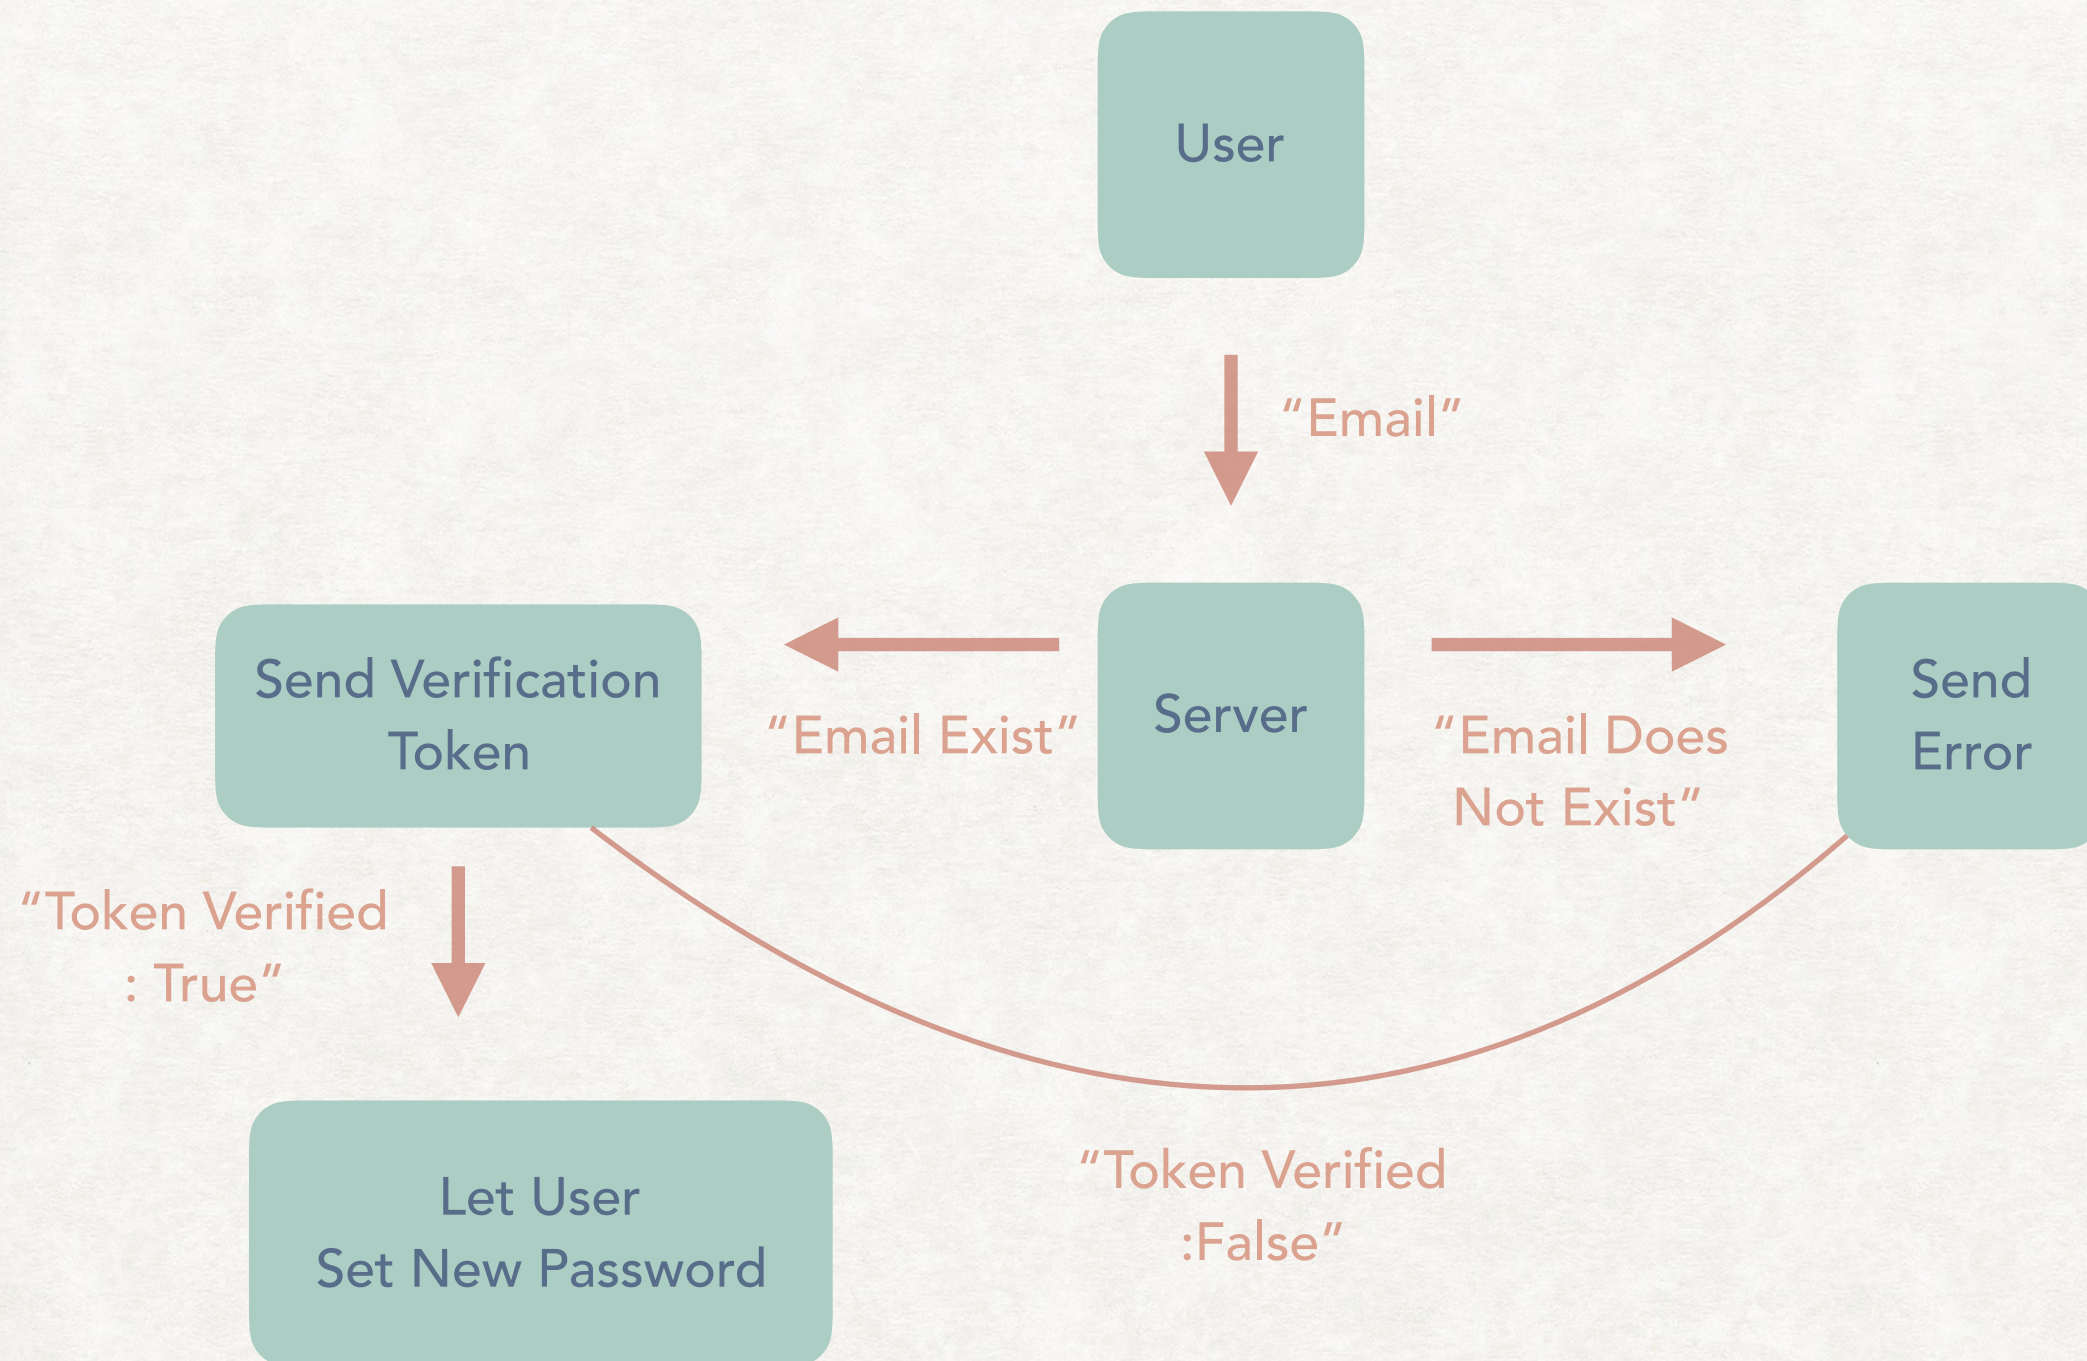 User
“Email”
Send Verification
Token
“Email Exist”
Server
“Email Does
Not Exist”
Send
Error
“Token Verified
: True”
“Token Verified
:False”
Let User
Set New Password